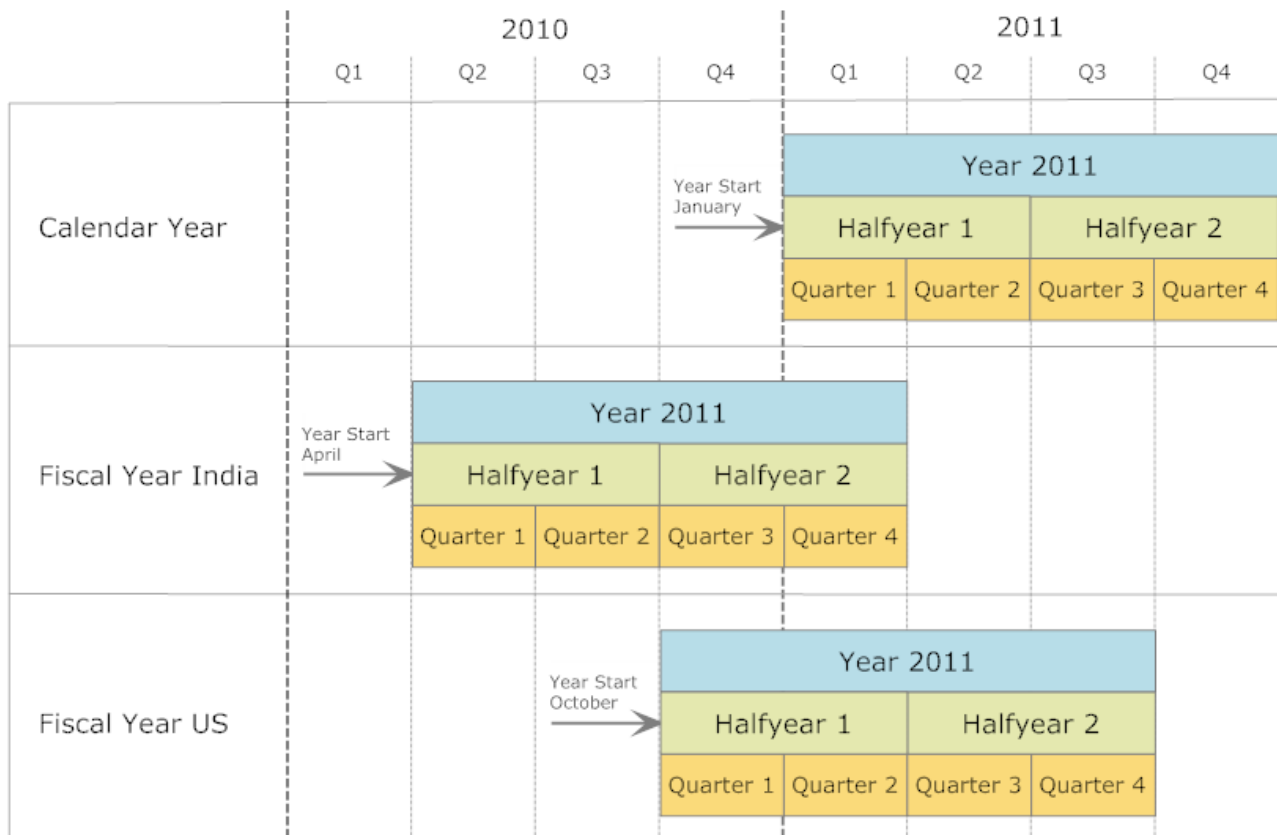 2010
2011
Q1
Q2
Q3
Q4
Q1
Q2
Q3
Q4
Calendar Year
Year Start
January
Year 2011
Halfyear 1
Halfyear 2
Quarter 1
Quarter 2
Quarter 3
Quarter 4
Fiscal Year India
Year Start
April
Year 2011
Halfyear 1
Halfyear 2
Quarter 1
Quarter 2
Quarter 3
Quarter 4
Fiscal Year US
Year Start
October
Year 2011
Halfyear 1
Halfyear 2
Quarter 1
Quarter 2
Quarter 3
Quarter 4